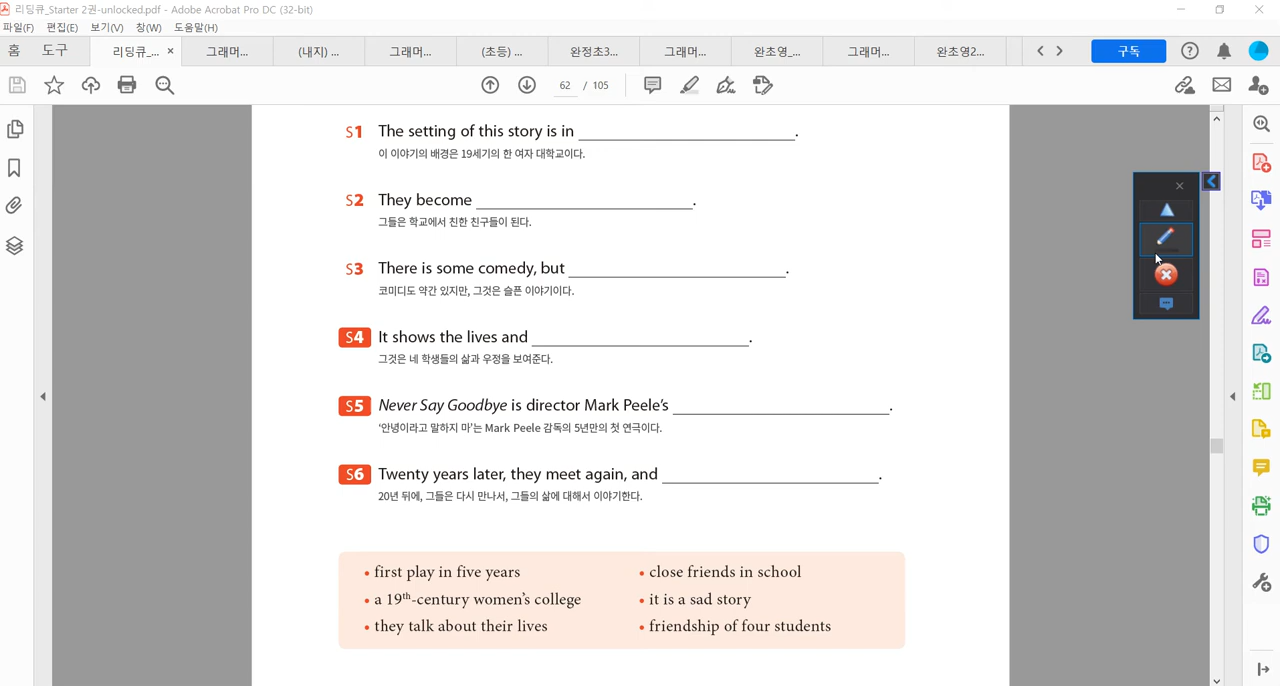 리딩큐_Starter 2권-unlocked.pdf - Adobe Acrobat Pro DC (32-bit)
파일(F) 편집(E) 보기(V) 창(W) 도움말(H)
홈 도구 리딩큐_... × 그래머... (내지) ... 그래머... (초등) ... 완정초3... 그래머... 완초영_... 그래머... 완초영2... 구독
62 / 105
S1 The setting of this story is in ______.
이 이야기의 배경은 19세기의 한 여자 대학교이다.
S2 They become ______.
그들은 학교에서 친한 친구들이 된다.
S3 There is some comedy, but ______.
코미디도 약간 있지만, 그것은 슬픈 이야기이다.
S4 It shows the lives and ______.
그것은 네 학생들의 삶과 우정을 보여준다.
S5 Never Say Goodbye is director Mark Peele's ______.
‘안녕이라고 말하지 마’는 Mark Peele 감독의 5년만의 첫 연극이다.
S6 Twenty years later, they meet again, and ______.
20년 뒤에, 그들은 다시 만나서, 그들의 삶에 대해서 이야기한다.
• first play in five years • close friends in school
• a 19th-century women's college • it is a sad story
• they talk about their lives • friendship of four students